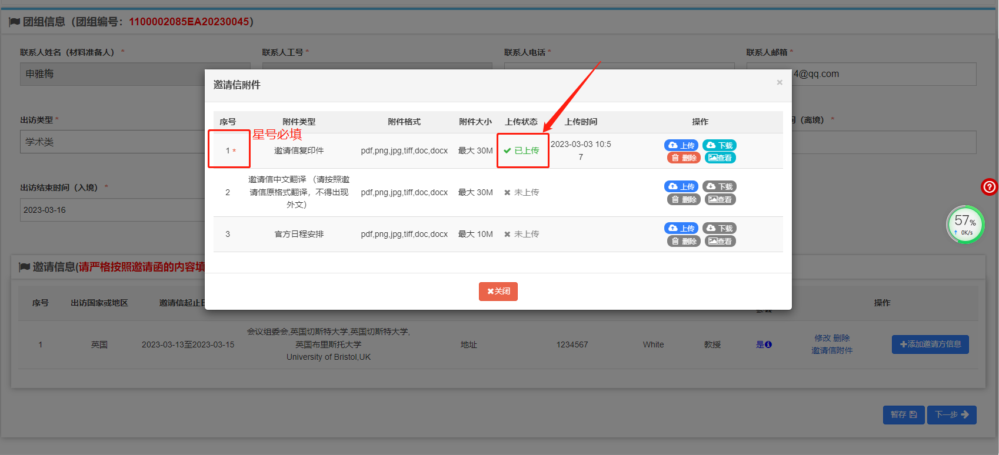 团组信息（团组编号：1100002085EA20230045）
联系人姓名（材料准备人） *
联系人工号 *
联系人电话 *
联系人邮箱 *
申雅梅
4@qq.com
邀请信附件
×
出访类型 *
（离境） *
学术类
序号 附件类型 附件格式 附件大小 上传状态 上传时间 操作
星号必填
1 * 邀请信复印件 pdf,png,jpg,tiff,doc,docx 最大 30M 已上传 2023-03-03 10:5
7
上传 下载
删除 查看
邀请信中文翻译 （请按照邀
请信原格式翻译，不得出现
外文）
2 pdf,png,jpg,tiff,doc,docx 最大 30M 未上传
上传 下载
删除 查看
出访结束时间（入境） *
2023-03-16
3 官方日程安排 pdf,png,jpg,tiff,doc,docx 最大 10M 未上传
上传 下载
删除 查看
57%
0K/s
邀请信息(请严格按照邀请函的内容填
关闭
序号 出访国家或地区 邀请信起止日 操作
1 英国 2023-03-13至2023-03-15
会议组委会,英国切斯特大学,英国切斯特大学,
英国布里斯托大学
University of Bristol,UK
地址 1234567 White 教授 是
修改 删除
邀请信附件
添加邀请方信息
暂存 下一步